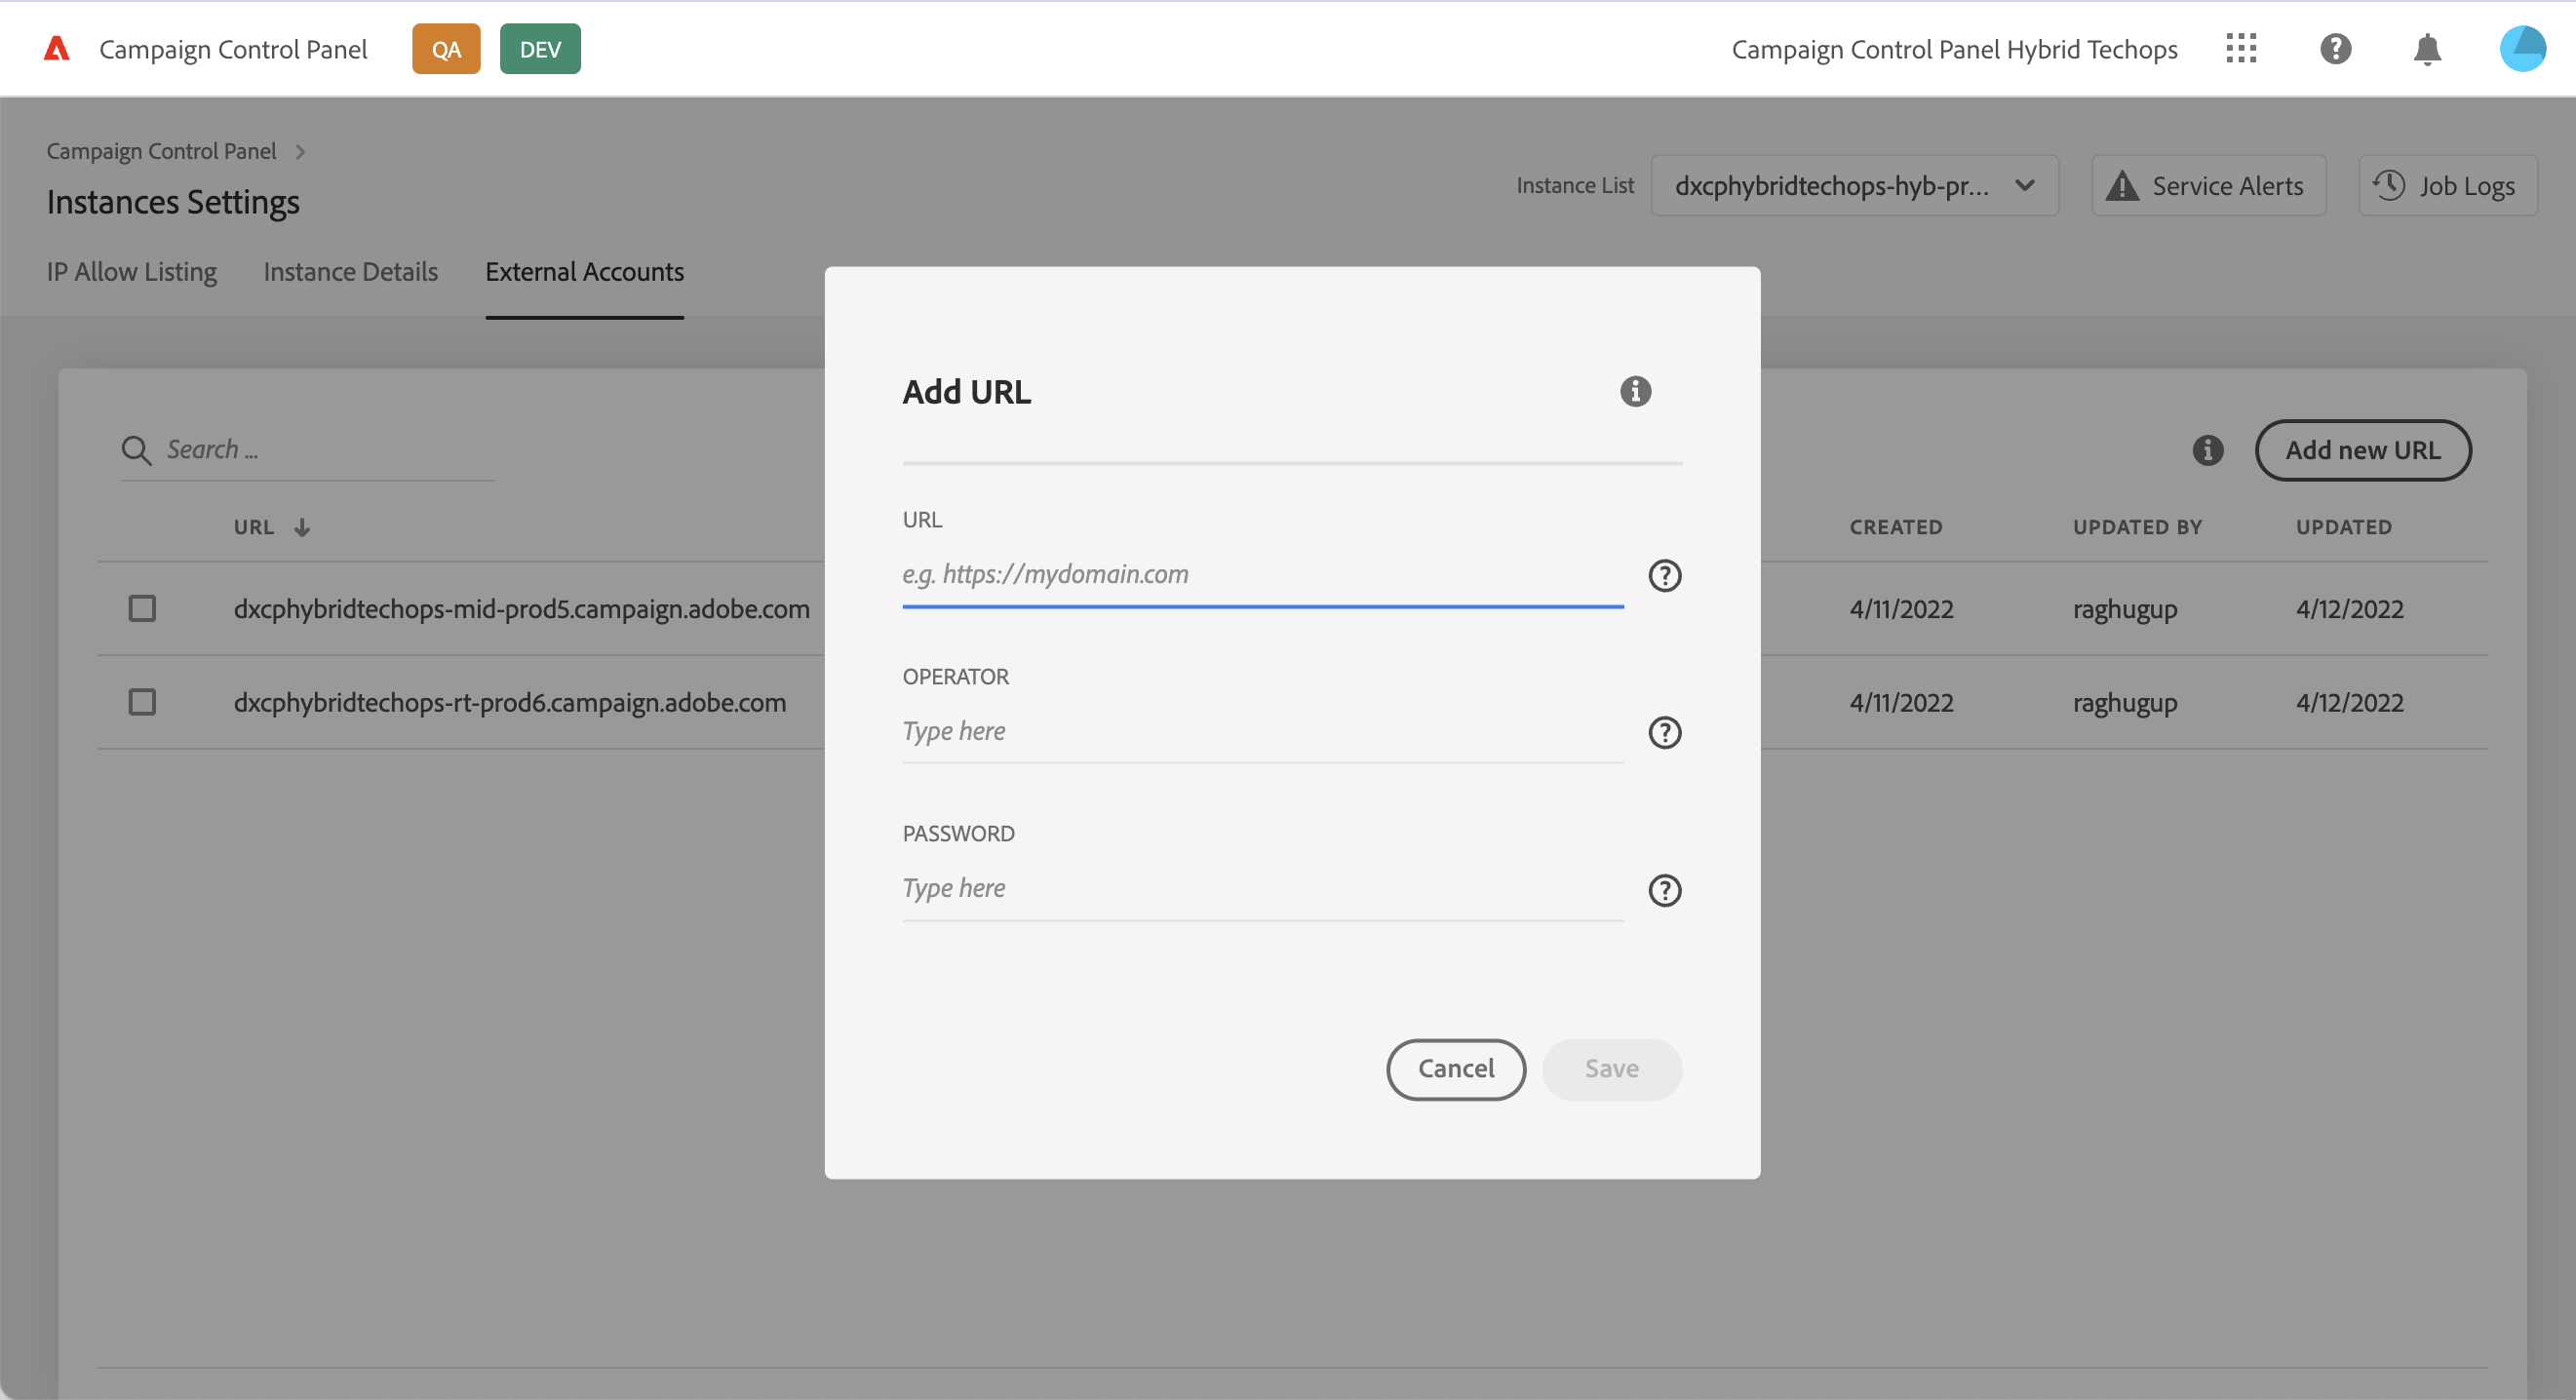 Campaign Control Panel QA DEV Campaign Control Panel Hybrid Techops
Campaign Control Panel
Instances Settings
Instance List dxcphybridtechops-hyb-pr... Service Alerts Job Logs
IP Allow Listing Instance Details External Accounts
Add URL
Search ...
Add new URL
URL CREATED UPDATED BY UPDATED
dxcphybridtechops-mid-prod5.campaign.adobe.com 4/11/2022 raghugup 4/12/2022
dxcphybridtechops-rt-prod6.campaign.adobe.com 4/11/2022 raghugup 4/12/2022
URL
e.g. https://mydomain.com
OPERATOR
Type here
PASSWORD
Type here
Cancel Save